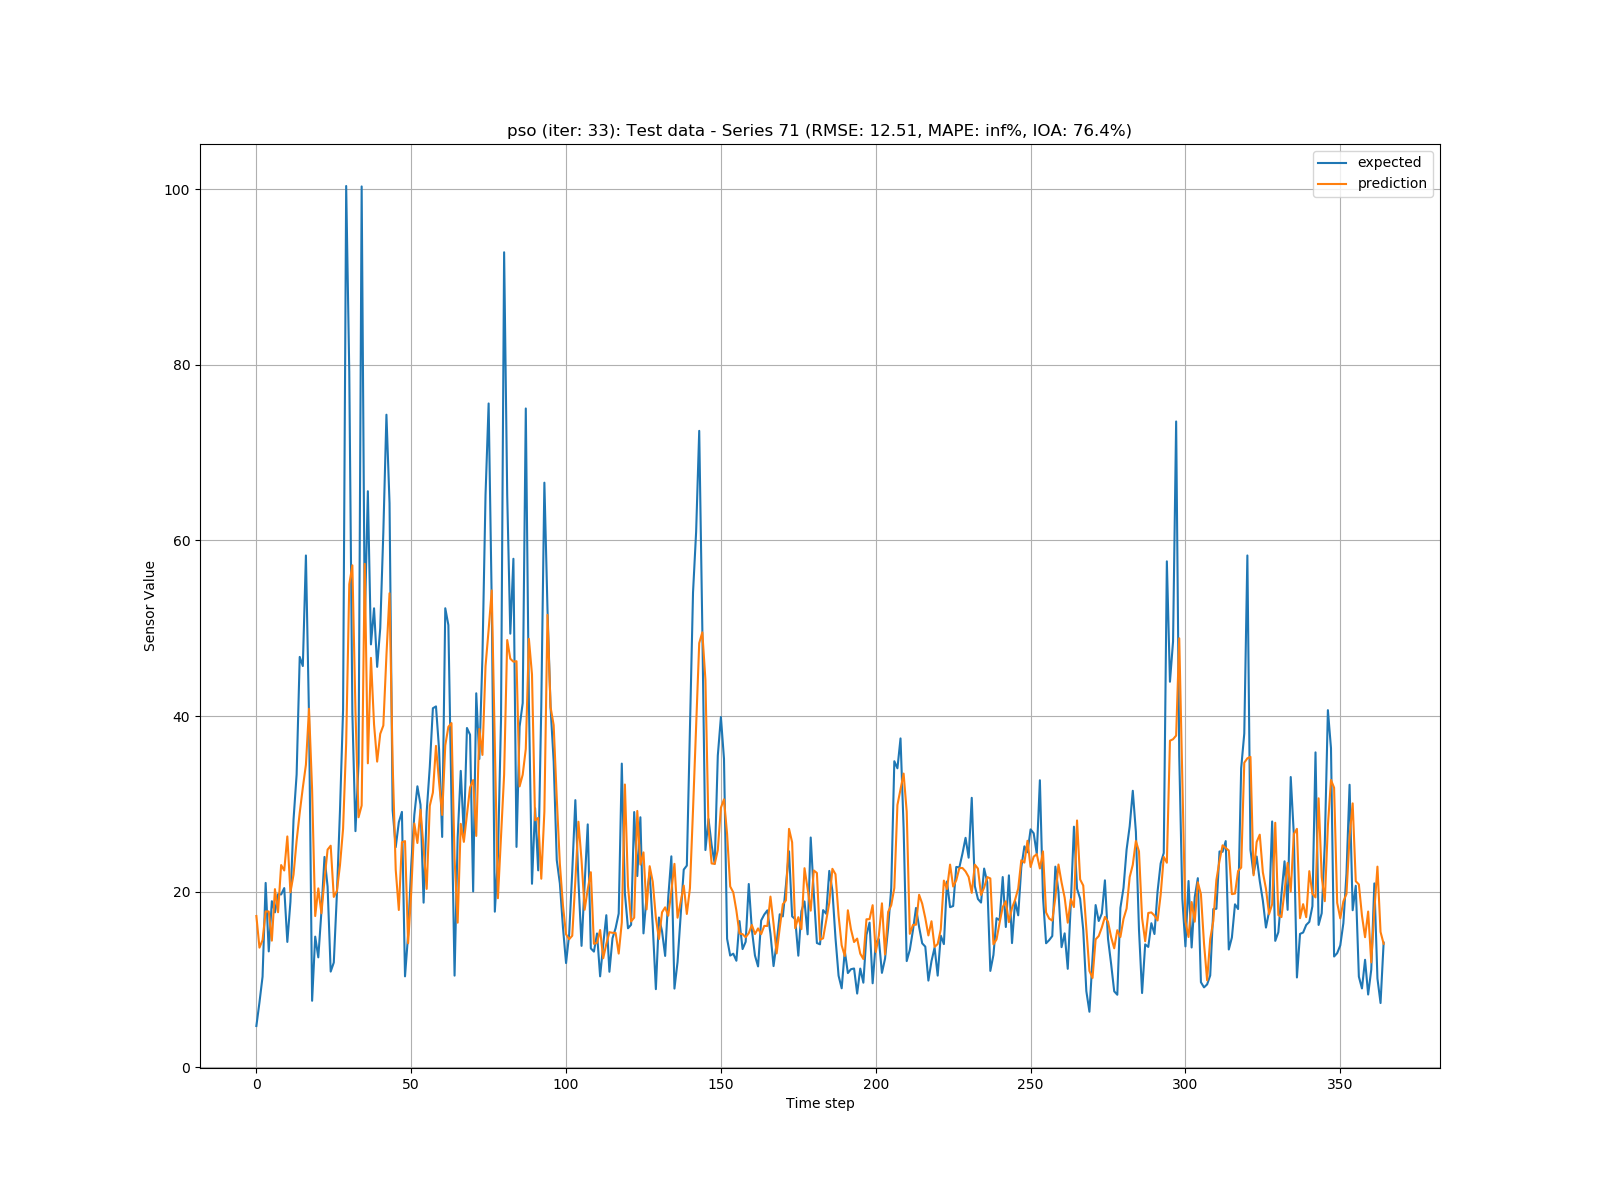 pso (iter: 33): Test data - Series 71 (RMSE: 12.51, MAPE: inf%, IOA: 76.4%)
expected
prediction
100
80
60
40
20
0
Sensor Value
0 50 100 150 200 250 300 350
Time step